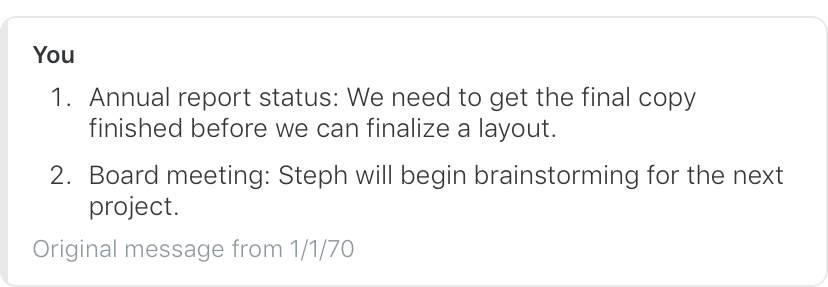 You
1. Annual report status: We need to get the final copy
finished before we can finalize a layout.
2. Board meeting: Steph will begin brainstorming for the next
project.
Original message from 1/1/70